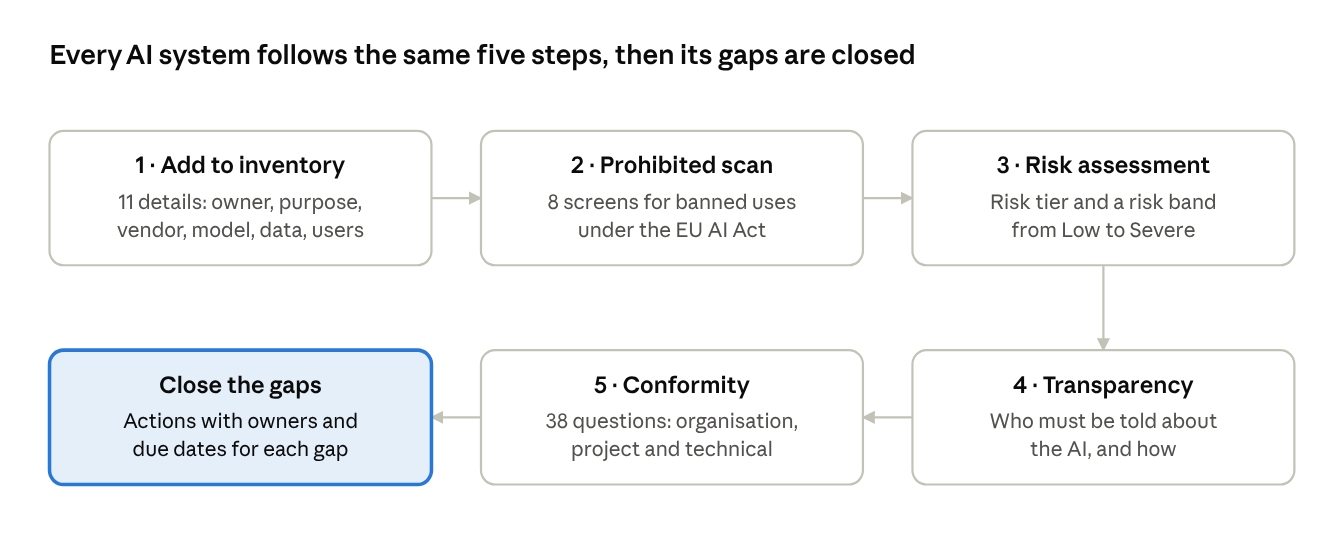 Every AI system follows the same five steps, then its gaps are closed
1 · Add to inventory
11 details: owner, purpose,
vendor, model, data, users
2 · Prohibited scan
8 screens for banned uses
under the EU AI Act
3 · Risk assessment
Risk tier and a risk band
from Low to Severe
4 · Transparency
Who must be told about
the AI, and how
5 · Conformity
38 questions: organisation,
project and technical
Close the gaps
Actions with owners and
due dates for each gap